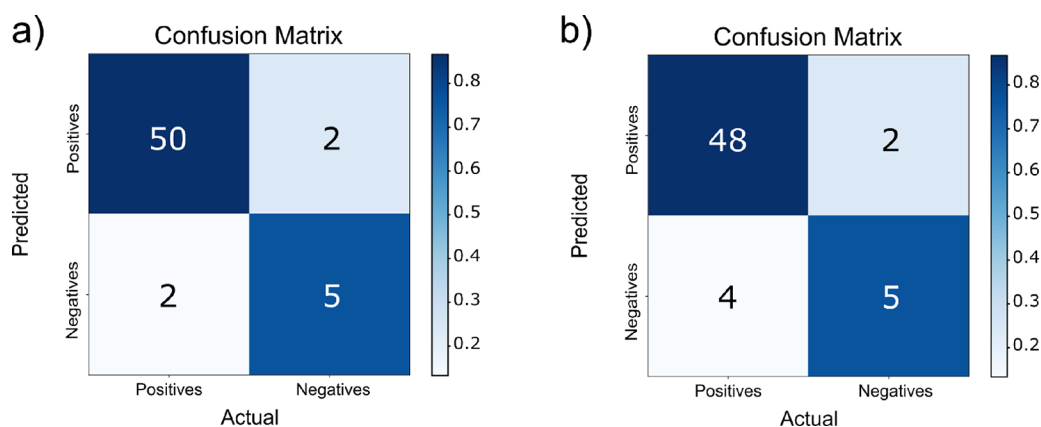 a)
Confusion Matrix
Predicted
Positives
Negatives
50
2
2
5
Positives
Negatives
Actual
0.8
0.7
0.6
0.5
0.4
0.3
0.2
b)
Confusion Matrix
Predicted
Positives
Negatives
48
2
4
5
Positives
Negatives
Actual
0.8
0.7
0.6
0.5
0.4
0.3
0.2